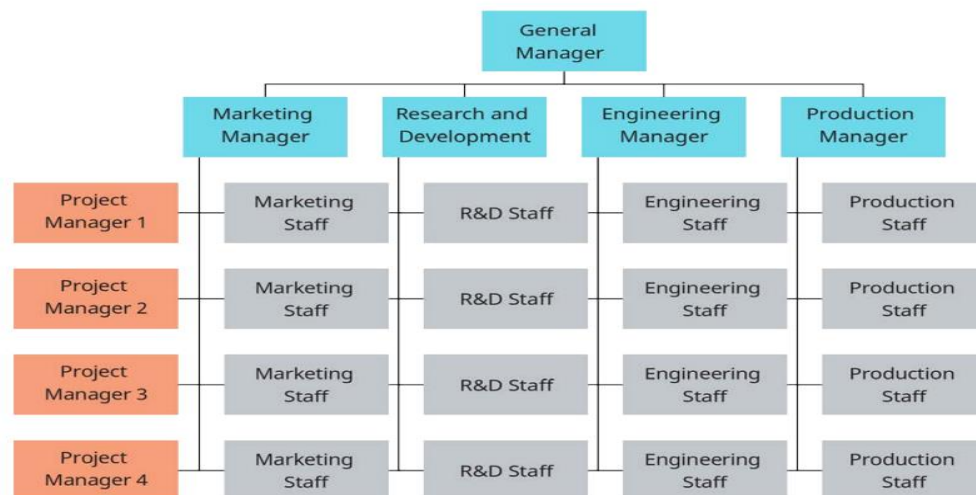 General
Manager
Marketing
Manager
Research and
Development
Engineering
Manager
Production
Manager
Project
Manager 1
Marketing
Staff
R&D Staff
Engineering
Staff
Production
Staff
Project
Manager 2
Marketing
Staff
R&D Staff
Engineering
Staff
Production
Staff
Project
Manager 3
Marketing
Staff
R&D Staff
Engineering
Staff
Production
Staff
Project
Manager 4
Marketing
Staff
R&D Staff
Engineering
Staff
Production
Staff